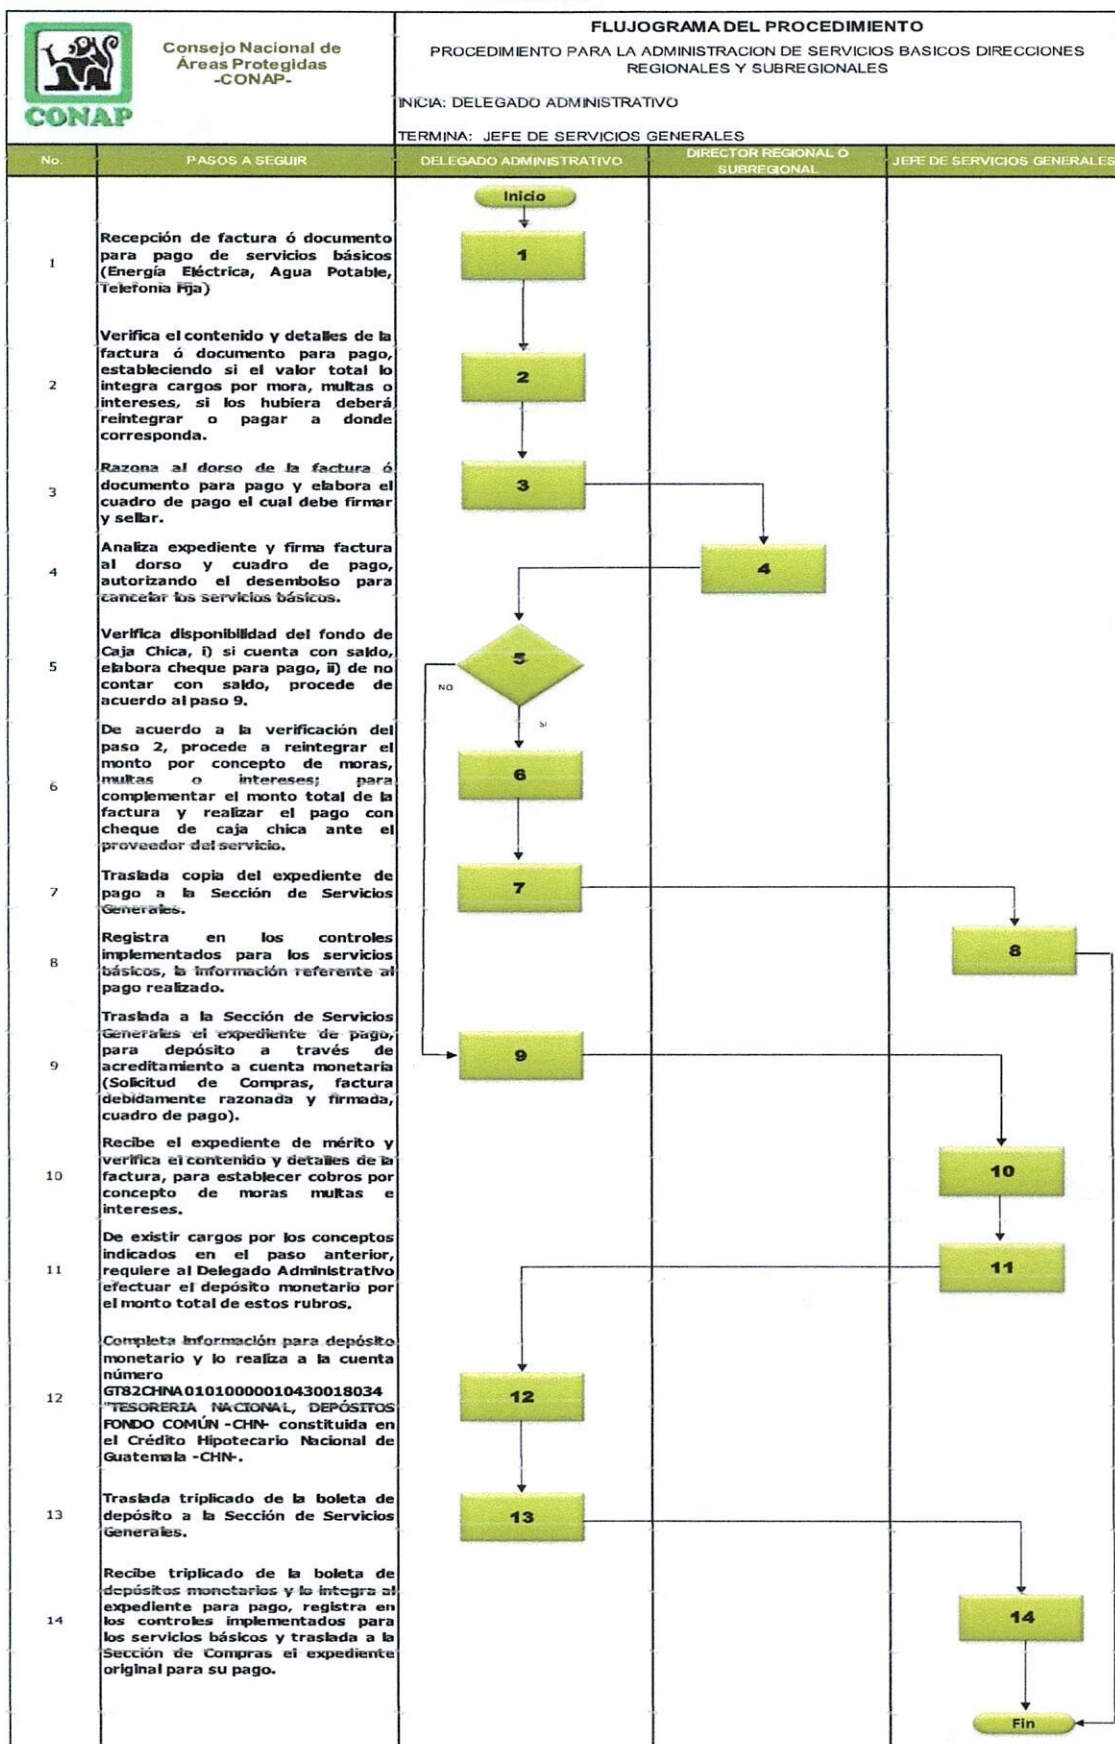 CONAP
Consejo Nacional de
Áreas Protegidas
-CONAP-
FLUJOGRAMA DEL PROCEDIMIENTO
PROCEDIMIENTO PARA LA ADMINISTRACION DE SERVICIOS BASICOS DIRECCIONES
REGIONALES Y SUBREGIONALES
INICIA: DELEGADO ADMINISTRATIVO
TERMINA: JEFE DE SERVICIOS GENERALES
No.
PASOS A SEGUIR
DELEGADO ADMINISTRATIVO
DIRECTOR REGIONAL Ó
SUBREGIONAL
JEFE DE SERVICIOS GENERALES
Inicio
1
Recepción de factura ó documento
para pago de servicios básicos
(Energía Eléctrica, Agua Potable,
Telefonía Fija)
1
2
Verifica el contenido y detalles de la
factura ó documento para pago,
estableciendo si el valor total lo
integra cargos por mora, multas o
intereses, si los hubiera deberá
reintegrar o pagar a donde
corresponda.
2
3
Razona al dorso de la factura ó
documento para pago y elabora el
cuadro de pago el cual debe firmar
y sellar.
3
4
Analiza expediente y firma factura
al dorso y cuadro de pago,
autorizando el desembolso para
cancelar los servicios básicos.
4
5
Verifica disponibilidad del fondo de
Caja Chica, i) si cuenta con saldo,
elabora cheque para pago, ii) de no
contar con saldo, procede de
acuerdo al paso 9.
5
NO
SI
6
De acuerdo a la verificación del
paso 2, procede a reintegrar el
monto por concepto de moras,
multas o intereses; para
complementar el monto total de la
factura y realizar el pago con
cheque de caja chica ante el
proveedor del servicio.
6
7
Traslada copia del expediente de
pago a la Sección de Servicios
Generales.
7
8
Registra en los controles
implementados para los servicios
básicos, la información referente al
pago realizado.
8
9
Traslada a la Sección de Servicios
Generales el expediente de pago,
para depósito a través de
acreditamiento a cuenta monetaria
(Solicitud de Compras, factura
debidamente razonada y firmada,
cuadro de pago).
9
10
Recibe el expediente de mérito y
verifica el contenido y detalles de la
factura, para establecer cobros por
concepto de moras multas e
intereses.
10
11
De existir cargos por los conceptos
indicados en el paso anterior,
requiere al Delegado Administrativo
efectuar el depósito monetario por
el monto total de estos rubros.
11
12
Completa información para depósito
monetario y lo realiza a la cuenta
número
GT82CHNA01010000010430018034
"TESORERIA NACIONAL, DEPÓSITOS
FONDO COMÚN -CHN- constituida en
el Crédito Hipotecario Nacional de
Guatemala -CHN-.
12
13
Traslada triplicado de la boleta de
depósito a la Sección de Servicios
Generales.
13
14
Recibe triplicado de la boleta de
depósitos monetarios y lo integra al
expediente para pago, registra en
los controles implementados para
los servicios básicos y traslada a la
Sección de Compras el expediente
original para su pago.
14
Fin